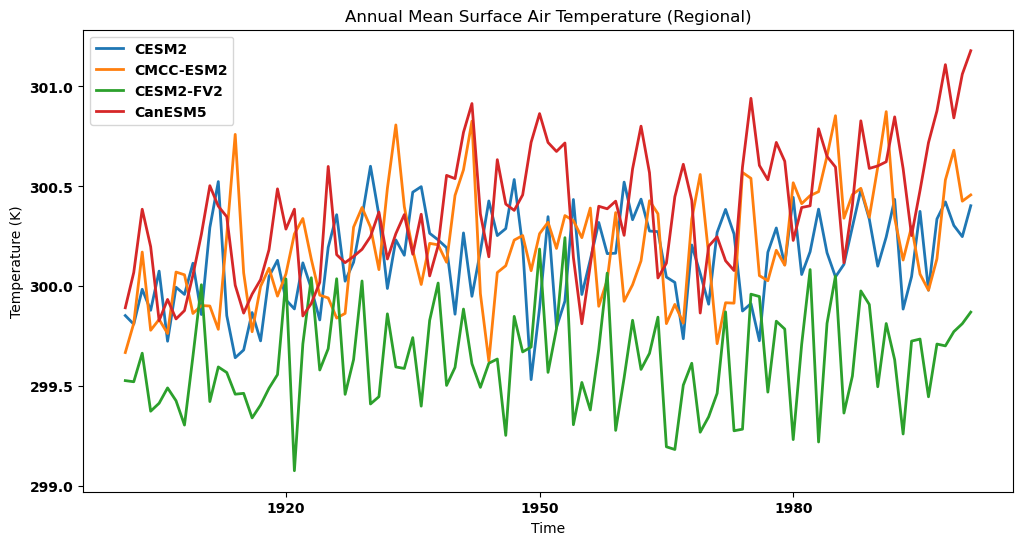 Annual Mean Surface Air Temperature (Regional)
CESM2
CMCC-ESM2
CESM2-FV2
CanESM5
Temperature (K)
301.0
300.5
300.0
299.5
299.0
1920
1950
1980
Time